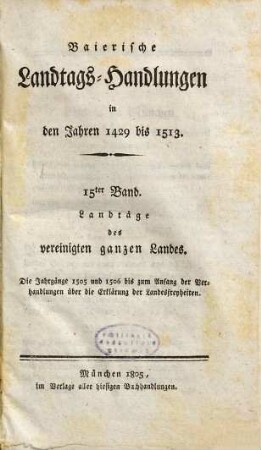 Baierische
Landtags-Handlungen
in
den Jahren 1429 bis 1513.
15ter Band.
Landtäge
des
vereinigten ganzen Landes.
Die Jahrgänge 1505 und 1506 bis zum Anfang der Ver-
handlungen über die Erklärung der Landesfreyheiten.
München 1805.
im Verlage aller hiesigen Buchhandlungen.